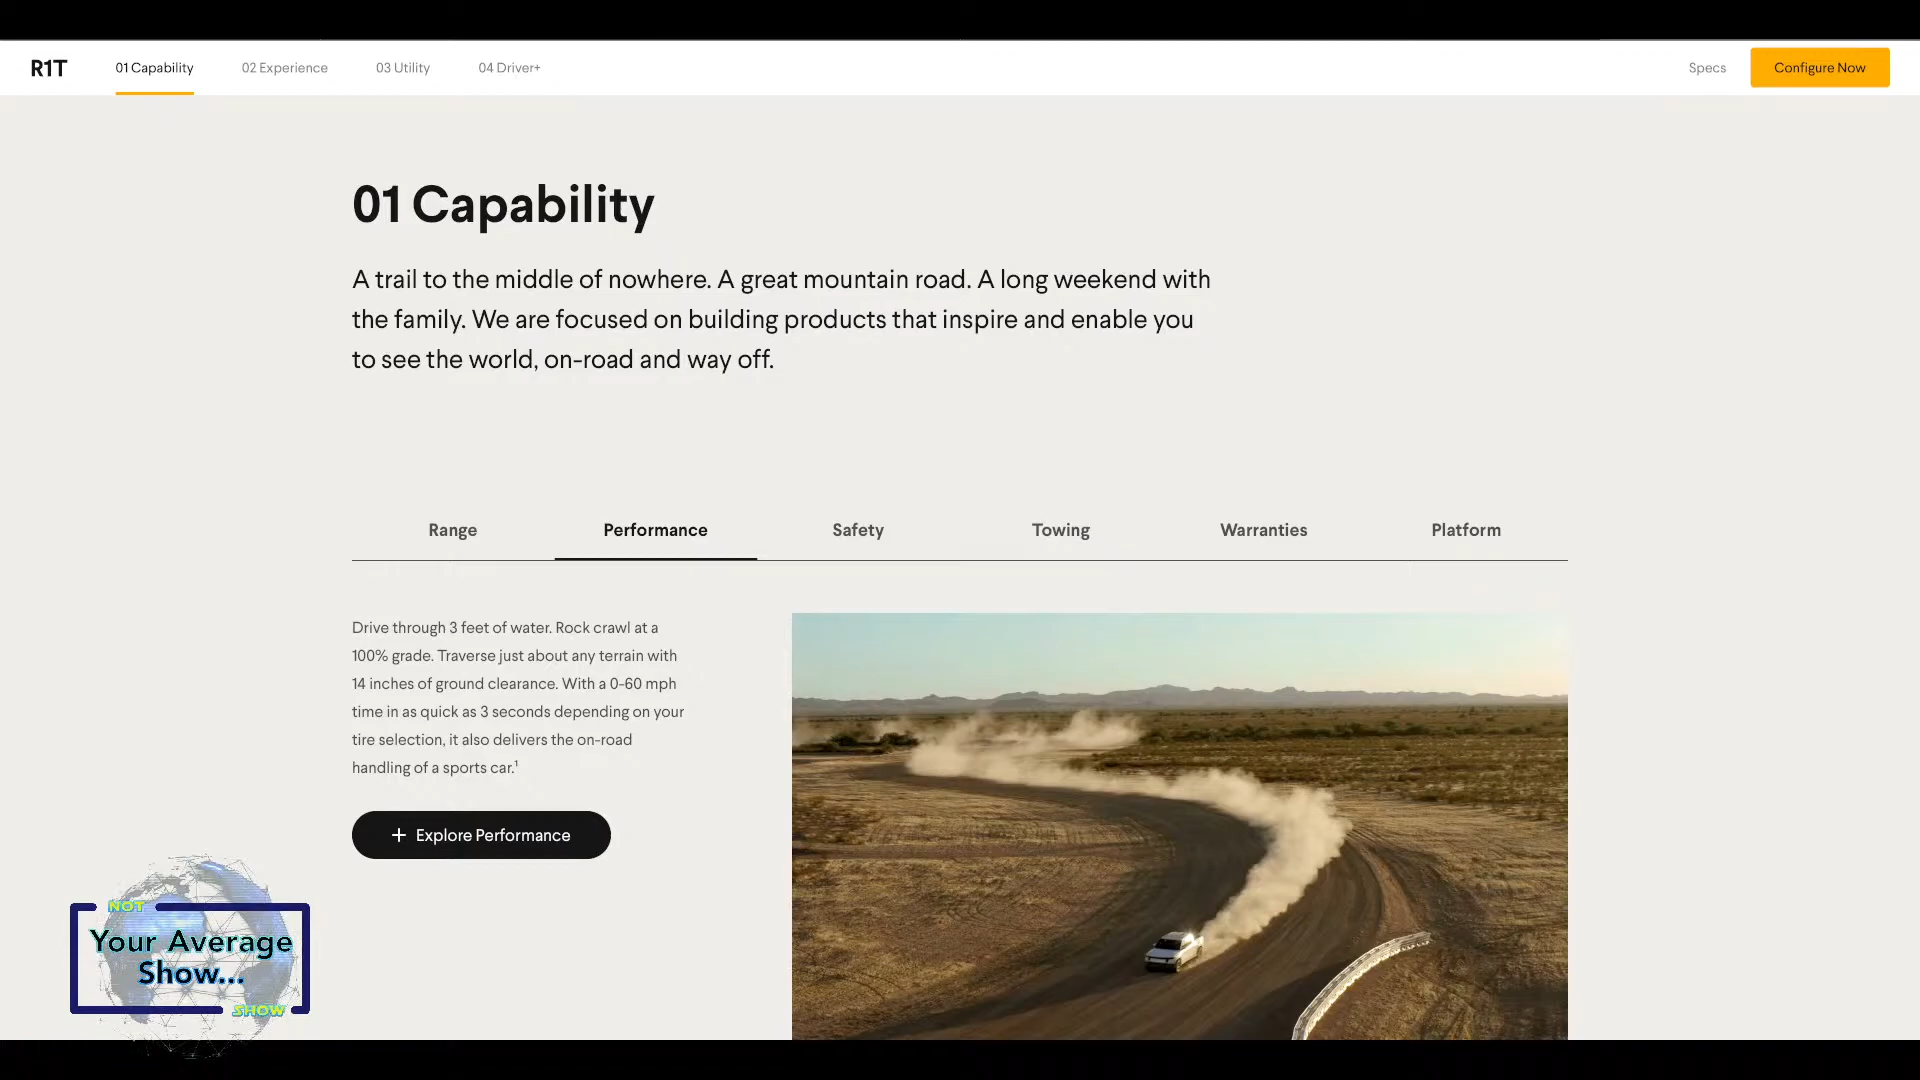 R1T
01 Capability
02 Experience
03 Utility
04 Driver+
Specs
Configure Now
01 Capability
A trail to the middle of nowhere. A great mountain road. A long weekend with
the family. We are focused on building products that inspire and enable you
to see the world, on-road and way off.
Range
Performance
Safety
Towing
Warranties
Platform
Drive through 3 feet of water. Rock crawl at a
100% grade. Traverse just about any terrain with
14 inches of ground clearance. With a 0-60 mph
time in as quick as 3 seconds depending on your
tire selection, it also delivers the on-road
handling of a sports car.¹
+ Explore Performance
NOT
Your Average
Show...
SHOW